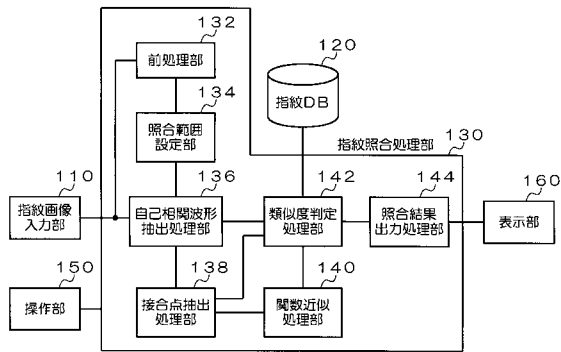 132
前処理部
120
指紋DB
134
照合範囲
設定部
指紋照合処理部
130
110
指紋画像
入力部
136
自己相関波形
抽出処理部
142
類似度判定
処理部
144
照合結果
出力処理部
160
表示部
150
操作部
138
接合点抽出
処理部
140
関数近似
処理部